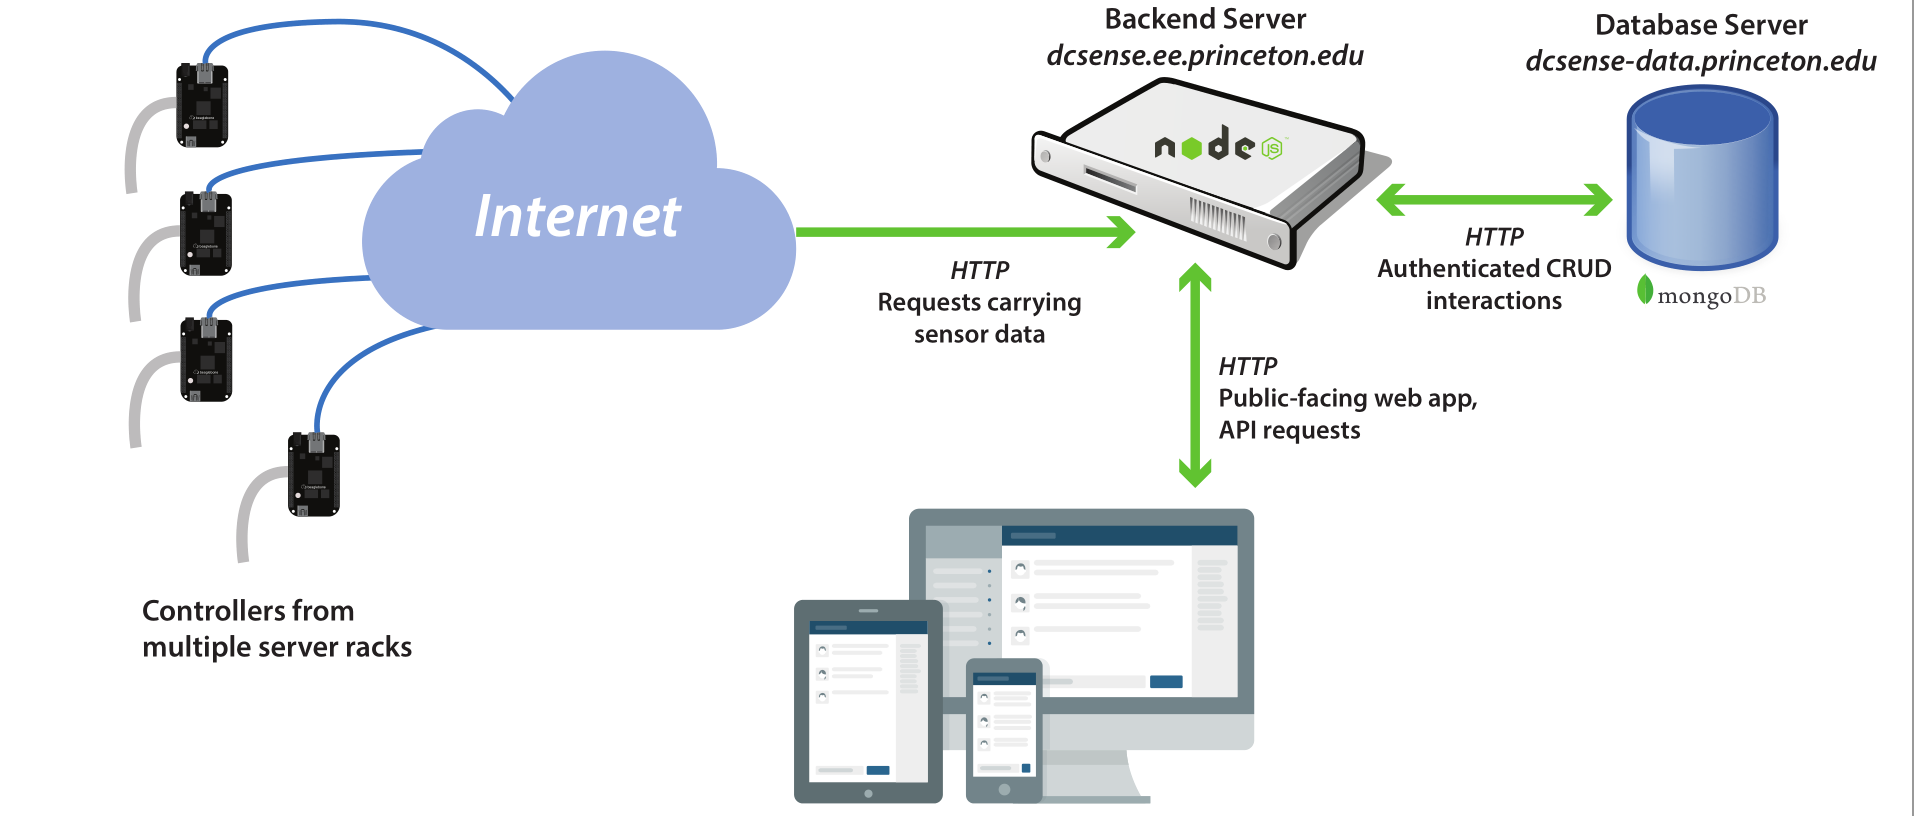 Backend Server
dcsense.ee.princeton.edu
Database Server
dcsense-data.princeton.edu
node
JS
Internet
HTTP
Requests carrying
sensor data
HTTP
Authenticated CRUD
interactions
mongoDB
HTTP
Public-facing web app,
API requests
Controllers from
multiple server racks